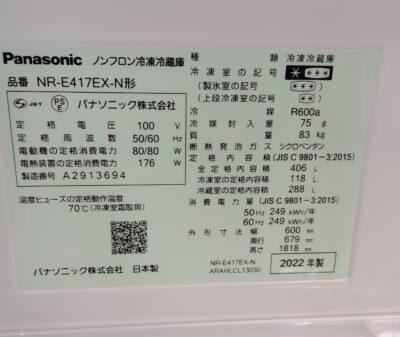 Panasonic ノンフロン冷凍冷蔵庫
品番 NR-E417EX-N形
JET PSE パナソニック株式会社
定格電圧 100 V
定格周波数 50/60 Hz
電動機の定格消費電力 80/80 W
電熱装置の定格消費電力 176 W
製造番号 A2913694
温度ヒューズの定格動作温度
70℃(冷凍室霜取用)
パナソニック株式会社 日本製
種類 冷凍冷蔵庫
冷凍室の記号 ****
(製氷室の記号) (***)
(上段冷凍室の記号) (**)
冷媒 R600a
冷媒封入量 75 g
質量 83 kg
断熱発泡ガス シクロペンタン
定格内容積 (JIS C 9801-3:2015)
全定格内容積 406 L
冷凍室の定格内容積 118 L
冷蔵室の定格内容積 288 L
消費電力量 (JIS C 9801-3:2015)
50Hz 249 kWh/年
60Hz 249 kWh/年
外形寸法 幅 600 mm
奥行 679 mm
高さ 1818 mm
NR-E417EX-N
ARAHLCL13030
2022年製